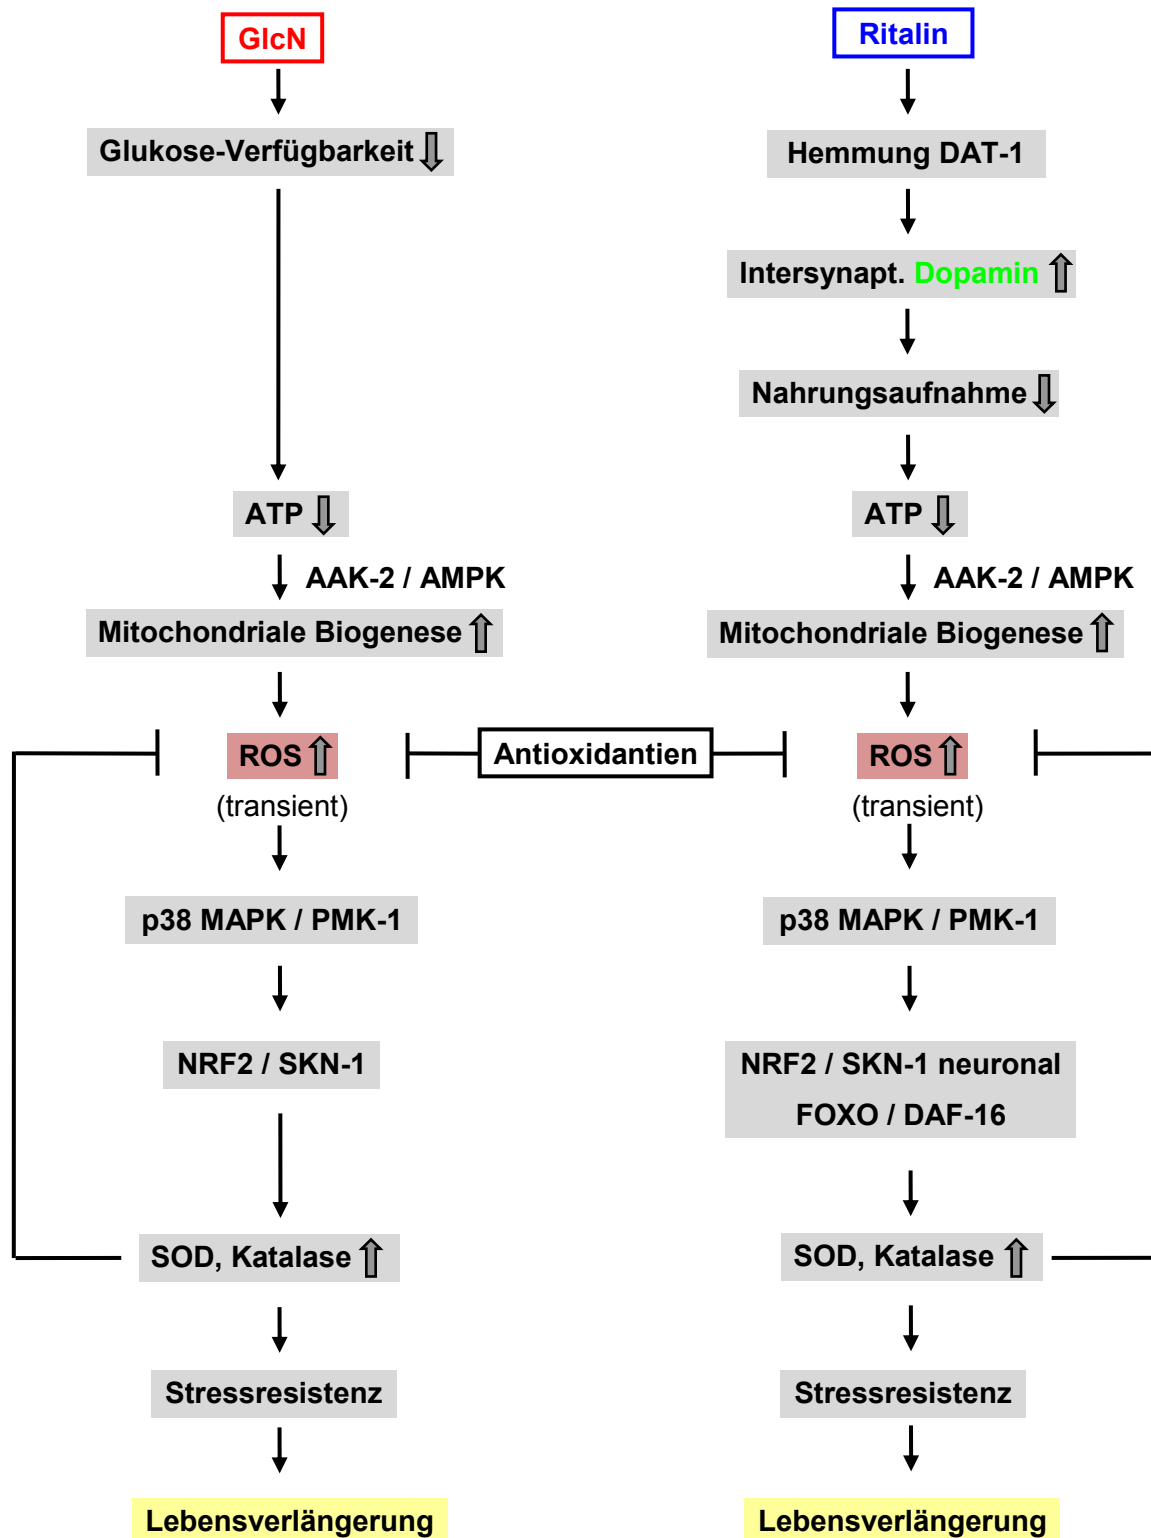 GlcN
Glukose-Verfügbarkeit
ATP
AAK-2 / AMPK
Mitochondriale Biogenese
ROS
(transient)
p38 MAPK / PMK-1
NRF2 / SKN-1
SOD, Katalase
Stressresistenz
Lebensverlängerung
Antioxidantien
Ritalin
Hemmung DAT-1
Intersynapt. Dopamin
Nahrungsaufnahme
ATP
AAK-2 / AMPK
Mitochondriale Biogenese
ROS
(transient)
p38 MAPK / PMK-1
NRF2 / SKN-1 neuronal
FOXO / DAF-16
SOD, Katalase
Stressresistenz
Lebensverlängerung